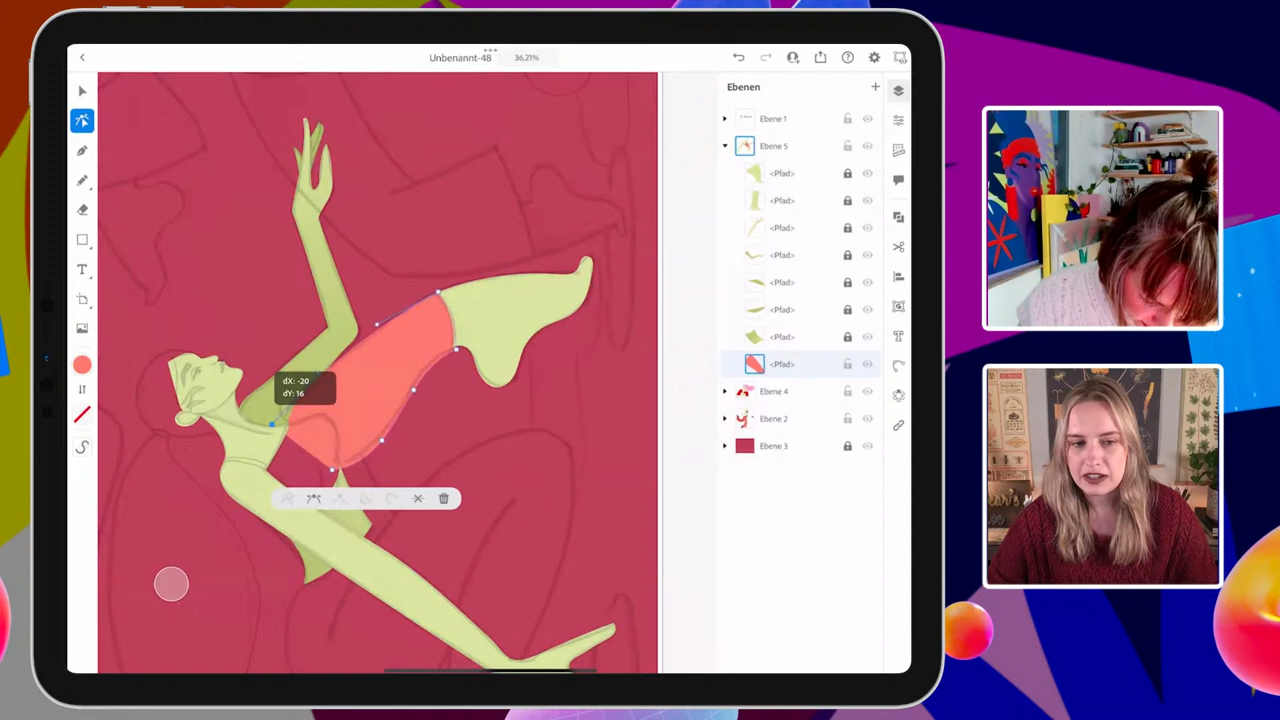 Unbenannt-48
36,21%
Ebenen
Ebene 1
Ebene 5
<Pfad>
<Pfad>
<Pfad>
<Pfad>
<Pfad>
<Pfad>
<Pfad>
<Pfad>
Ebene 4
Ebene 2
Ebene 3
dX: -20
dY: 16